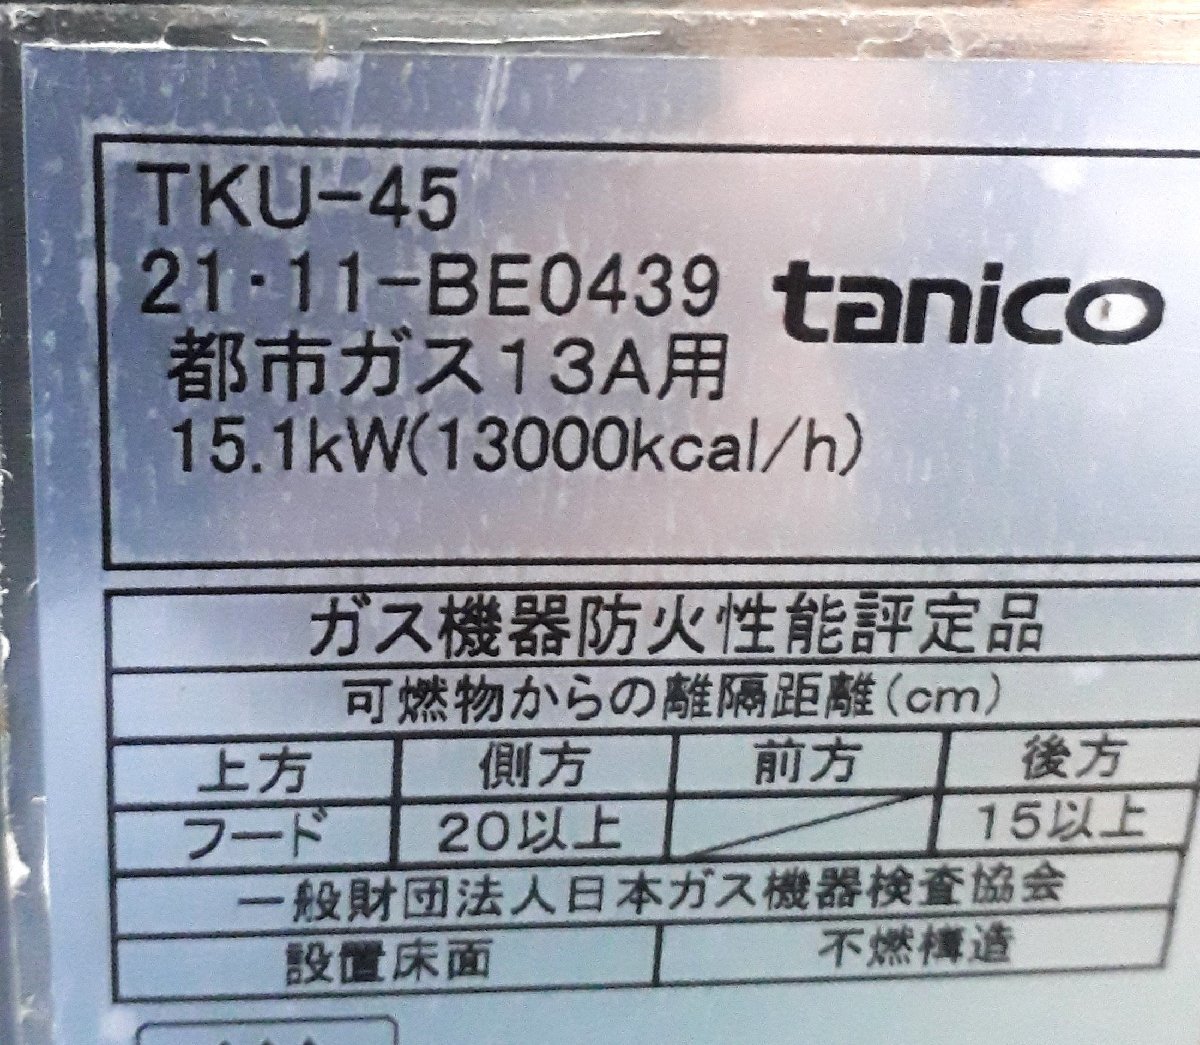 TKU-45
21・11-BE0439
tanico
都市ガス13A用
15.1kW(13000kcal/h)
ガス機器防火性能評定品
可燃物からの離隔距離(cm)
上方 側方 前方 後方
フード 20以上 15以上
一般財団法人日本ガス機器検査協会
設置床面 不燃構造